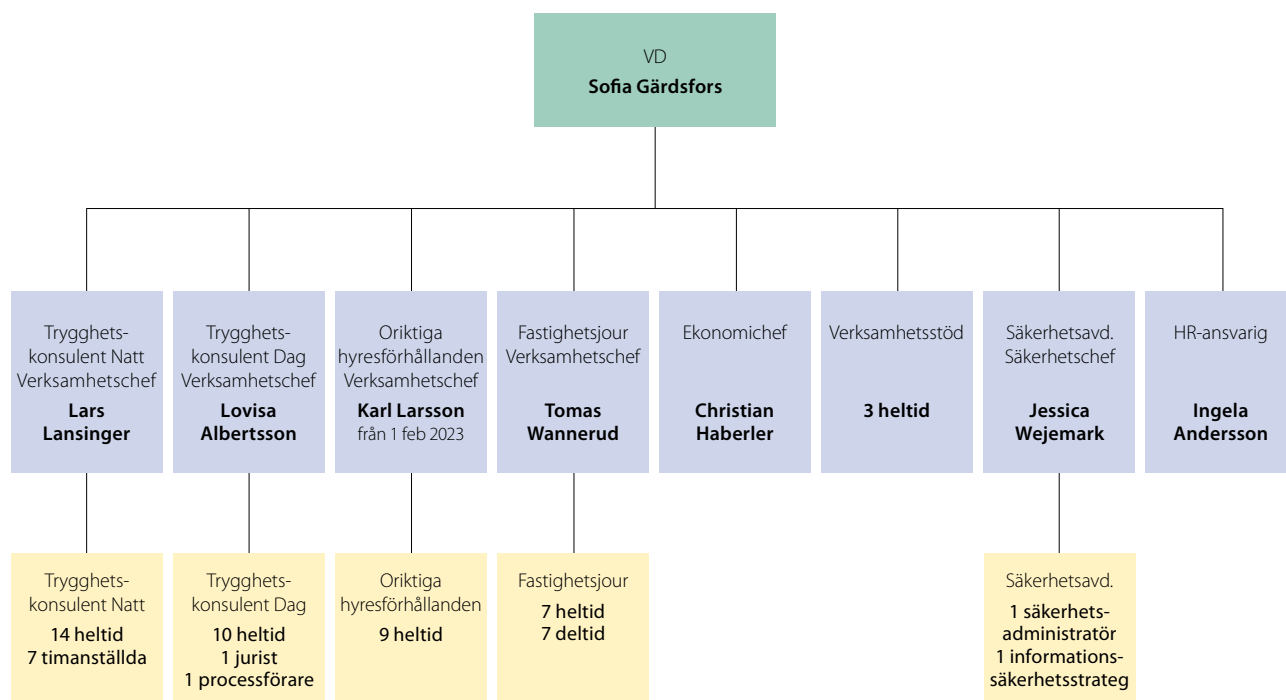 VD
Sofia Gärdsfors
Trygghets-
konsulent Natt
Verksamhetschef
Lars
Lansinger
Trygghets-
konsulent Dag
Verksamhetschef
Lovisa
Albertsson
Oriktiga
hyresförhållanden
Verksamhetschef
Karl Larsson
från 1 feb 2023
Fastighetsjour
Verksamhetschef
Tomas
Wannerud
Ekonomichef
Christian
Haberler
Verksamhetsstöd
3 heltid
Säkerhetsavd.
Säkerhetschef
Jessica
Wejemark
HR-ansvarig
Ingela
Andersson
Trygghets-
konsulent Natt
14 heltid
7 timanställda
Trygghets-
konsulent Dag
10 heltid
1 jurist
1 processförare
Oriktiga
hyresförhållanden
9 heltid
Fastighetsjour
7 heltid
7 deltid
Säkerhetsavd.
1 säkerhets-
administratör
1 informations-
säkerhetsstrateg